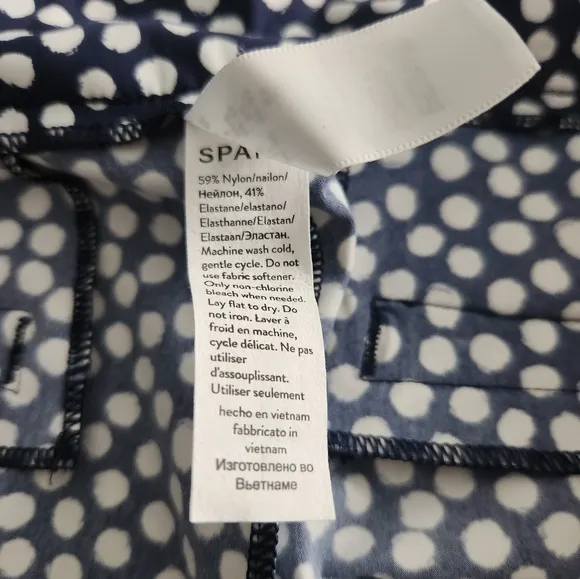 SPA
59% Nylon/nailon/
Нейлон, 41%
Elastane/elastano/
Elasthanne/Elastan/
Elastaan/Эластан.
Machine wash cold,
gentle cycle. Do not
use fabric softener.
Only non-chlorine
bleach when needed.
Lay flat to dry. Do
not iron. Laver à
froid en machine,
cycle délicat. Ne pas
utiliser
d'assouplissant.
Utiliser seulement
hecho en vietnam
fabbricato in
vietnam
Изготовлено во
Вьетнаме